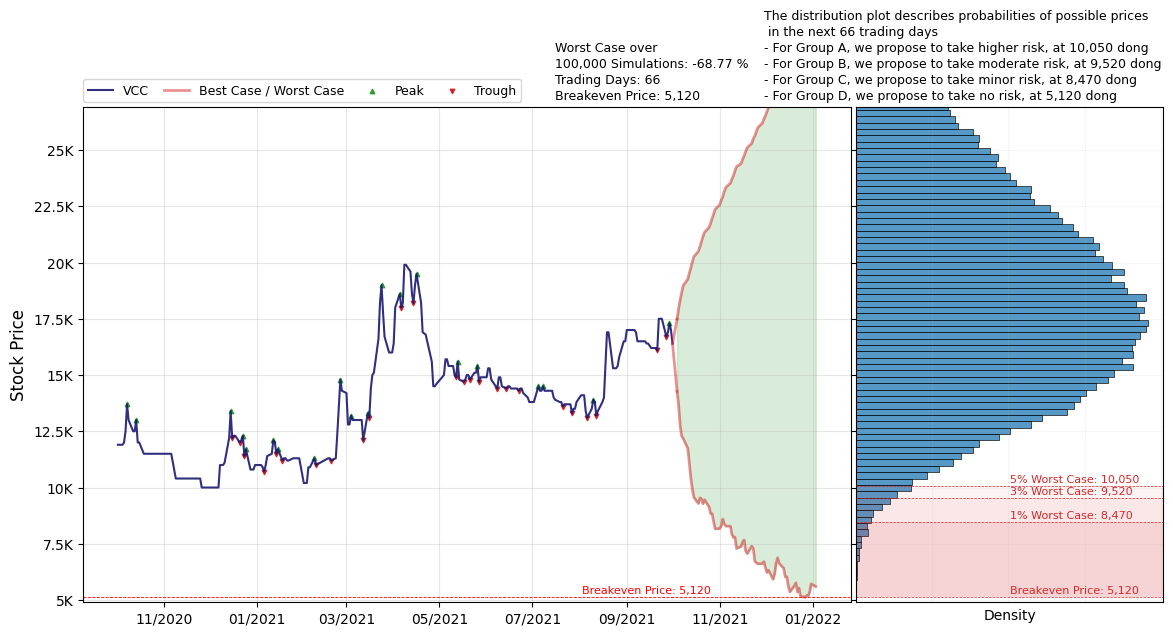 The distribution plot describes probabilities of possible prices
in the next 66 trading days
- For Group A, we propose to take higher risk, at 10,050 dong
- For Group B, we propose to take moderate risk, at 9,520 dong
- For Group C, we propose to take minor risk, at 8,470 dong
- For Group D, we propose to take no risk, at 5,120 dong
Worst Case over
100,000 Simulations: -68.77 %
Trading Days: 66
Breakeven Price: 5,120
VCC
Best Case / Worst Case
Peak
Trough
Stock Price
25K
22.5K
20K
17.5K
15K
12.5K
10K
7.5K
5K
11/2020
01/2021
03/2021
05/2021
07/2021
09/2021
11/2021
01/2022
Breakeven Price: 5,120
5% Worst Case: 10,050
3% Worst Case: 9,520
1% Worst Case: 8,470
Breakeven Price: 5,120
Density